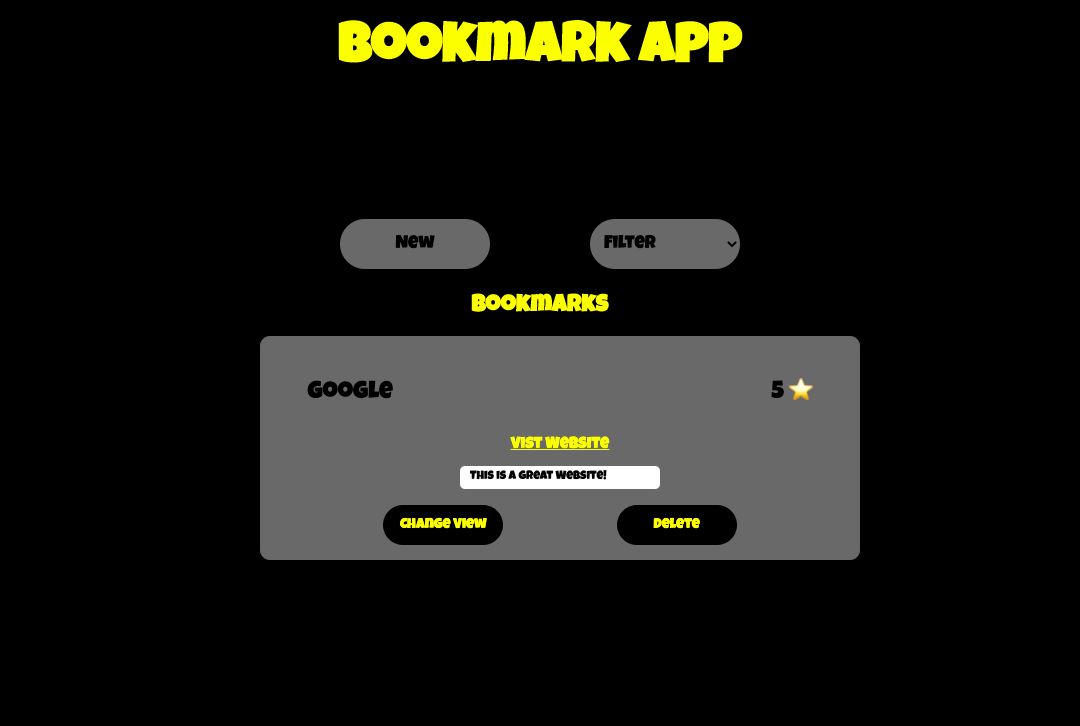 Bookmark App
New
Filter
Bookmarks
Google
5 ⭐
Vist Website
This is a great website!
Change View
Delete